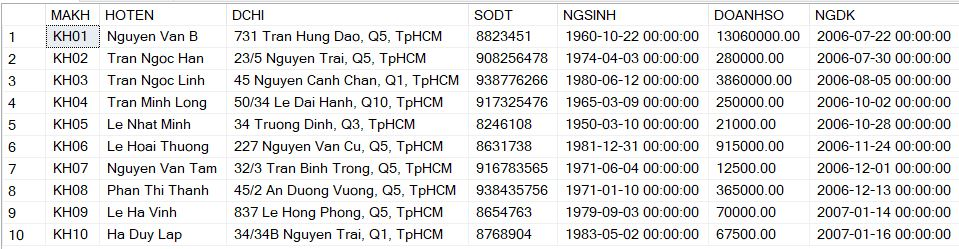 MAKH HOTEN DCHI SODT NGSINH DOANHSO NGDK
1 KH01 Nguyen Van B 731 Tran Hung Dao, Q5, TpHCM 8823451 1960-10-22 00:00:00 13060000.00 2006-07-22 00:00:00
2 KH02 Tran Ngoc Han 23/5 Nguyen Trai, Q5, TpHCM 908256478 1974-04-03 00:00:00 280000.00 2006-07-30 00:00:00
3 KH03 Tran Ngoc Linh 45 Nguyen Canh Chan, Q1, TpHCM 938776266 1980-06-12 00:00:00 3860000.00 2006-08-05 00:00:00
4 KH04 Tran Minh Long 50/34 Le Dai Hanh, Q10, TpHCM 917325476 1965-03-09 00:00:00 250000.00 2006-10-02 00:00:00
5 KH05 Le Nhat Minh 34 Truong Dinh, Q3, TpHCM 8246108 1950-03-10 00:00:00 21000.00 2006-10-28 00:00:00
6 KH06 Le Hoai Thuong 227 Nguyen Van Cu, Q5, TpHCM 8631738 1981-12-31 00:00:00 915000.00 2006-11-24 00:00:00
7 KH07 Nguyen Van Tam 32/3 Tran Binh Trong, Q5, TpHCM 916783565 1971-06-04 00:00:00 12500.00 2006-12-01 00:00:00
8 KH08 Phan Thi Thanh 45/2 An Duong Vuong, Q5, TpHCM 938435756 1971-01-10 00:00:00 365000.00 2006-12-13 00:00:00
9 KH09 Le Ha Vinh 837 Le Hong Phong, Q5, TpHCM 8654763 1979-09-03 00:00:00 70000.00 2007-01-14 00:00:00
10 KH10 Ha Duy Lap 34/34B Nguyen Trai, Q1, TpHCM 8768904 1983-05-02 00:00:00 67500.00 2007-01-16 00:00:00